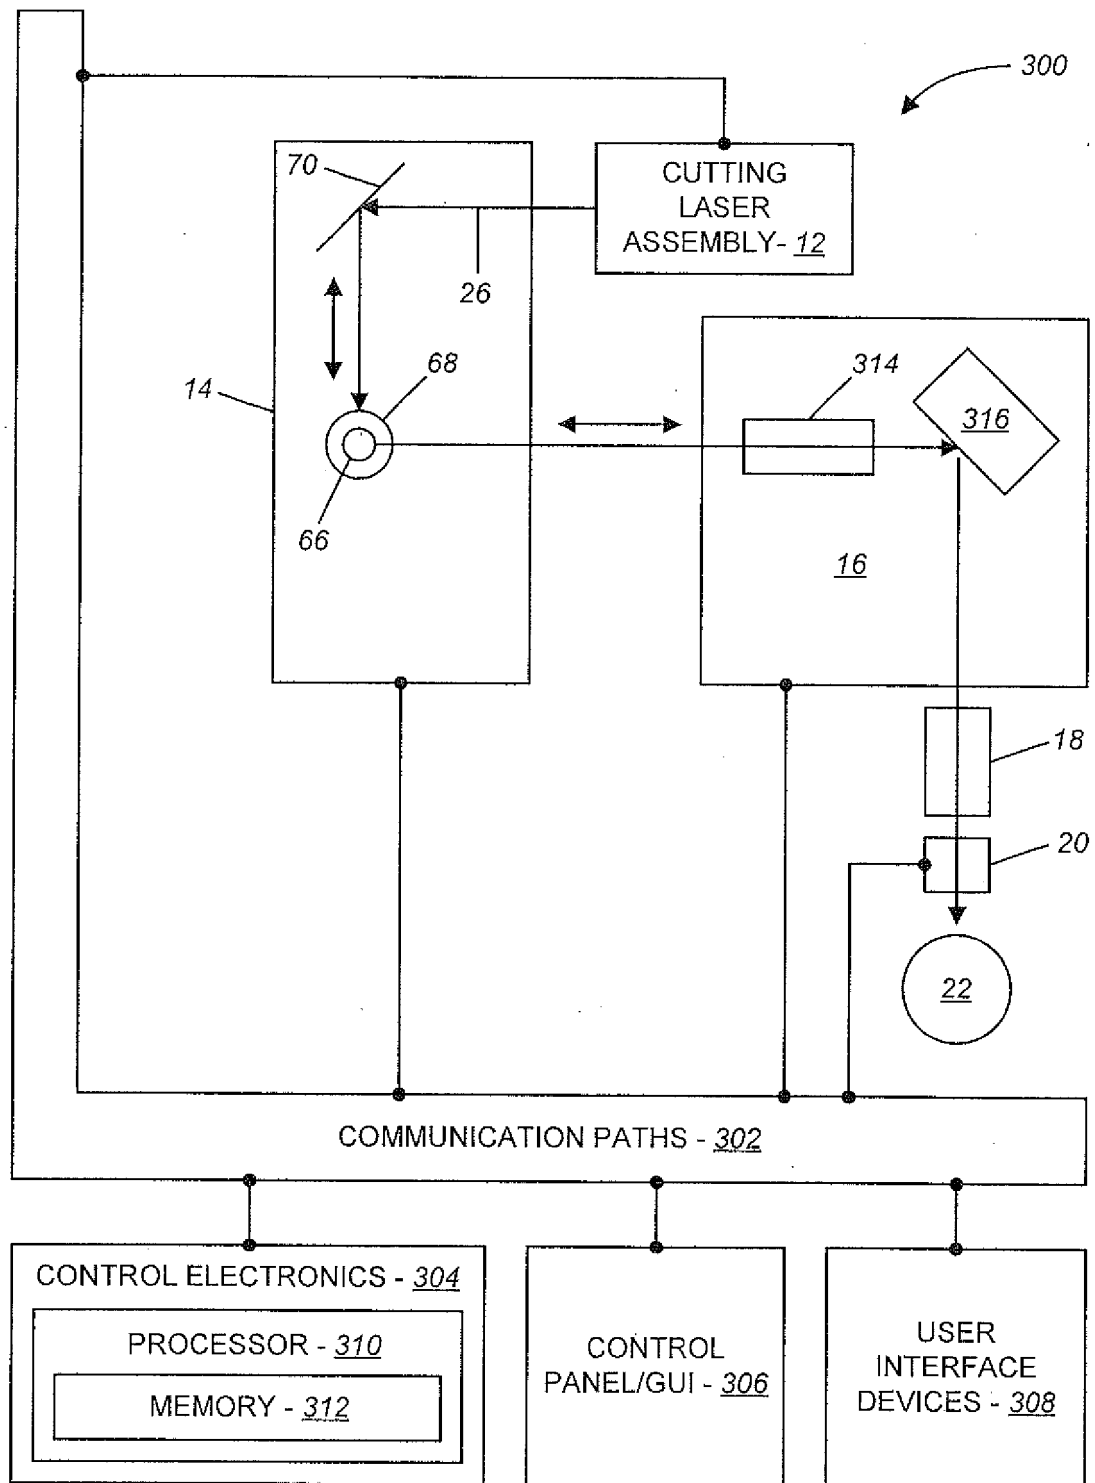 300
70
CUTTING
LASER
ASSEMBLY- 12
26
314
68
14
316
66
16
18
20
22
COMMUNICATION PATHS - 302
CONTROL ELECTRONICS - 304
PROCESSOR - 310
MEMORY - 312
CONTROL
PANEL/GUI - 306
USER
INTERFACE
DEVICES - 308